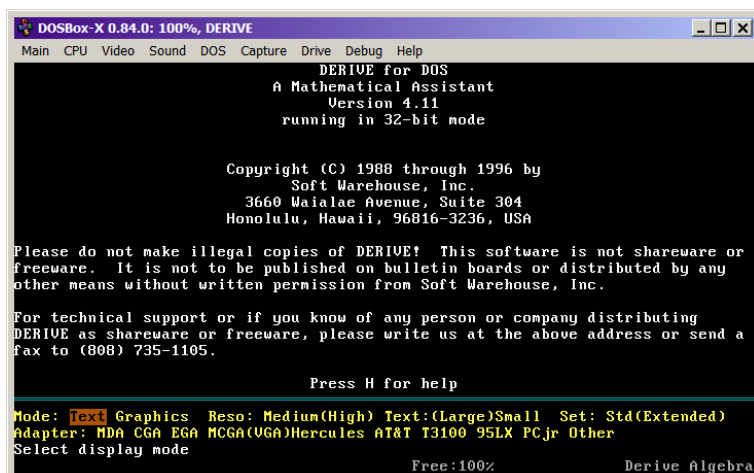 DOSBox-X 0.84.0: 100%, DERIVE
Main CPU Video Sound DOS Capture Drive Debug Help
DERIVE for DOS
A Mathematical Assistant
Version 4.11
running in 32-bit mode
Copyright (C) 1988 through 1996 by
Soft Warehouse, Inc.
3660 Waialae Avenue, Suite 304
Honolulu, Hawaii, 96816-3236, USA
Please do not make illegal copies of DERIVE! This software is not shareware or
freeware. It is not to be published on bulletin boards or distributed by any
other means without written permission from Soft Warehouse, Inc.
For technical support or if you know of any person or company distributing
DERIVE as shareware or freeware, please write us at the above address or send a
fax to (808) 735-1105.
Press H for help
Mode: Text Graphics Reso: Medium(High) Text:(Large)Small Set: Std(Extended)
Adapter: MDA CGA EGA MCGA(VGA)Hercules AT&T T3100 95LX PCjr Other
Select display mode
Free:100% Derive Algebra